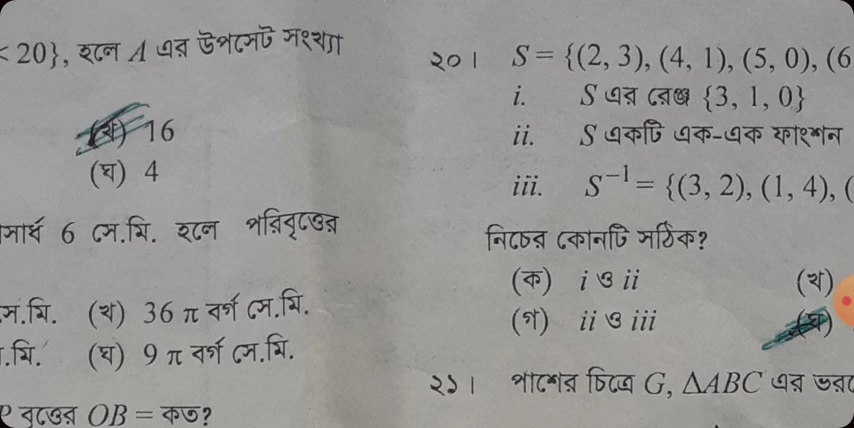 < 20}, হলে A এর উপসেট সংখ্যা
(খ) 16
(ঘ) 4
সার্ধ 6 সে.মি. হলে পরিবৃত্তের
সে.মি. (খ) 36 π বর্গ সে.মি.
.মি. (ঘ) 9 π বর্গ সে.মি.
P বৃত্তের OB = কত?
২০। S = {(2, 3), (4, 1), (5, 0), (6
i. S এর রেঞ্জ {3, 1, 0}
ii. S একটি এক-এক ফাংশন
iii. S⁻¹ = {(3, 2), (1, 4), (
নিচের কোনটি সঠিক?
(ক) i ও ii (খ)
(গ) ii ও iii (ঘ)
২১। পাশের চিত্রে G, ΔABC এর ভর